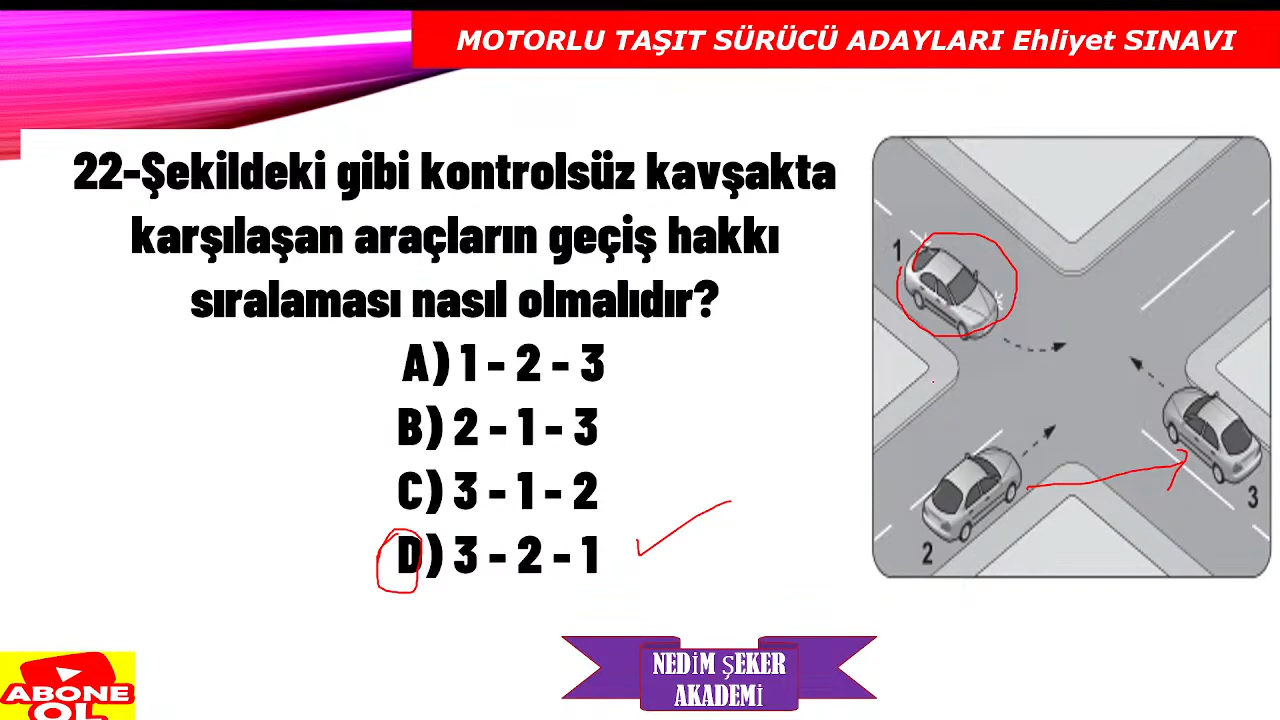 MOTORLU TAŞIT SÜRÜCÜ ADAYLARI Ehliyet SINAVI
22-Şekildeki gibi kontrolsüz kavşakta
karşılaşan araçların geçiş hakkı
sıralaması nasıl olmalıdır?
A) 1 - 2 - 3
B) 2 - 1 - 3
C) 3 - 1 - 2
D) 3 - 2 - 1
1
2
3
NEDİM ŞEKER
AKADEMİ
ABONE
OL